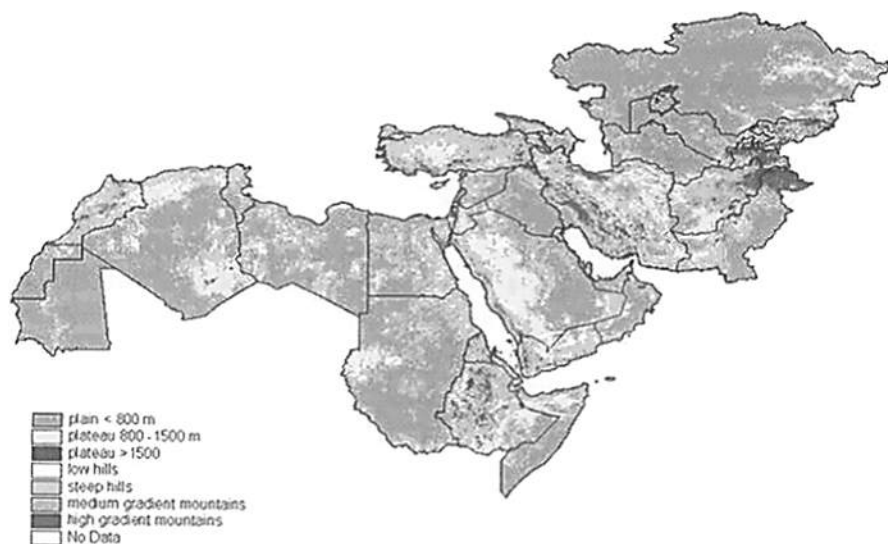 plain < 800 m
plateau 800 - 1500 m
plateau >1500
low hills
steep hills
medium gradient mountains
high gradient mountains
No Data